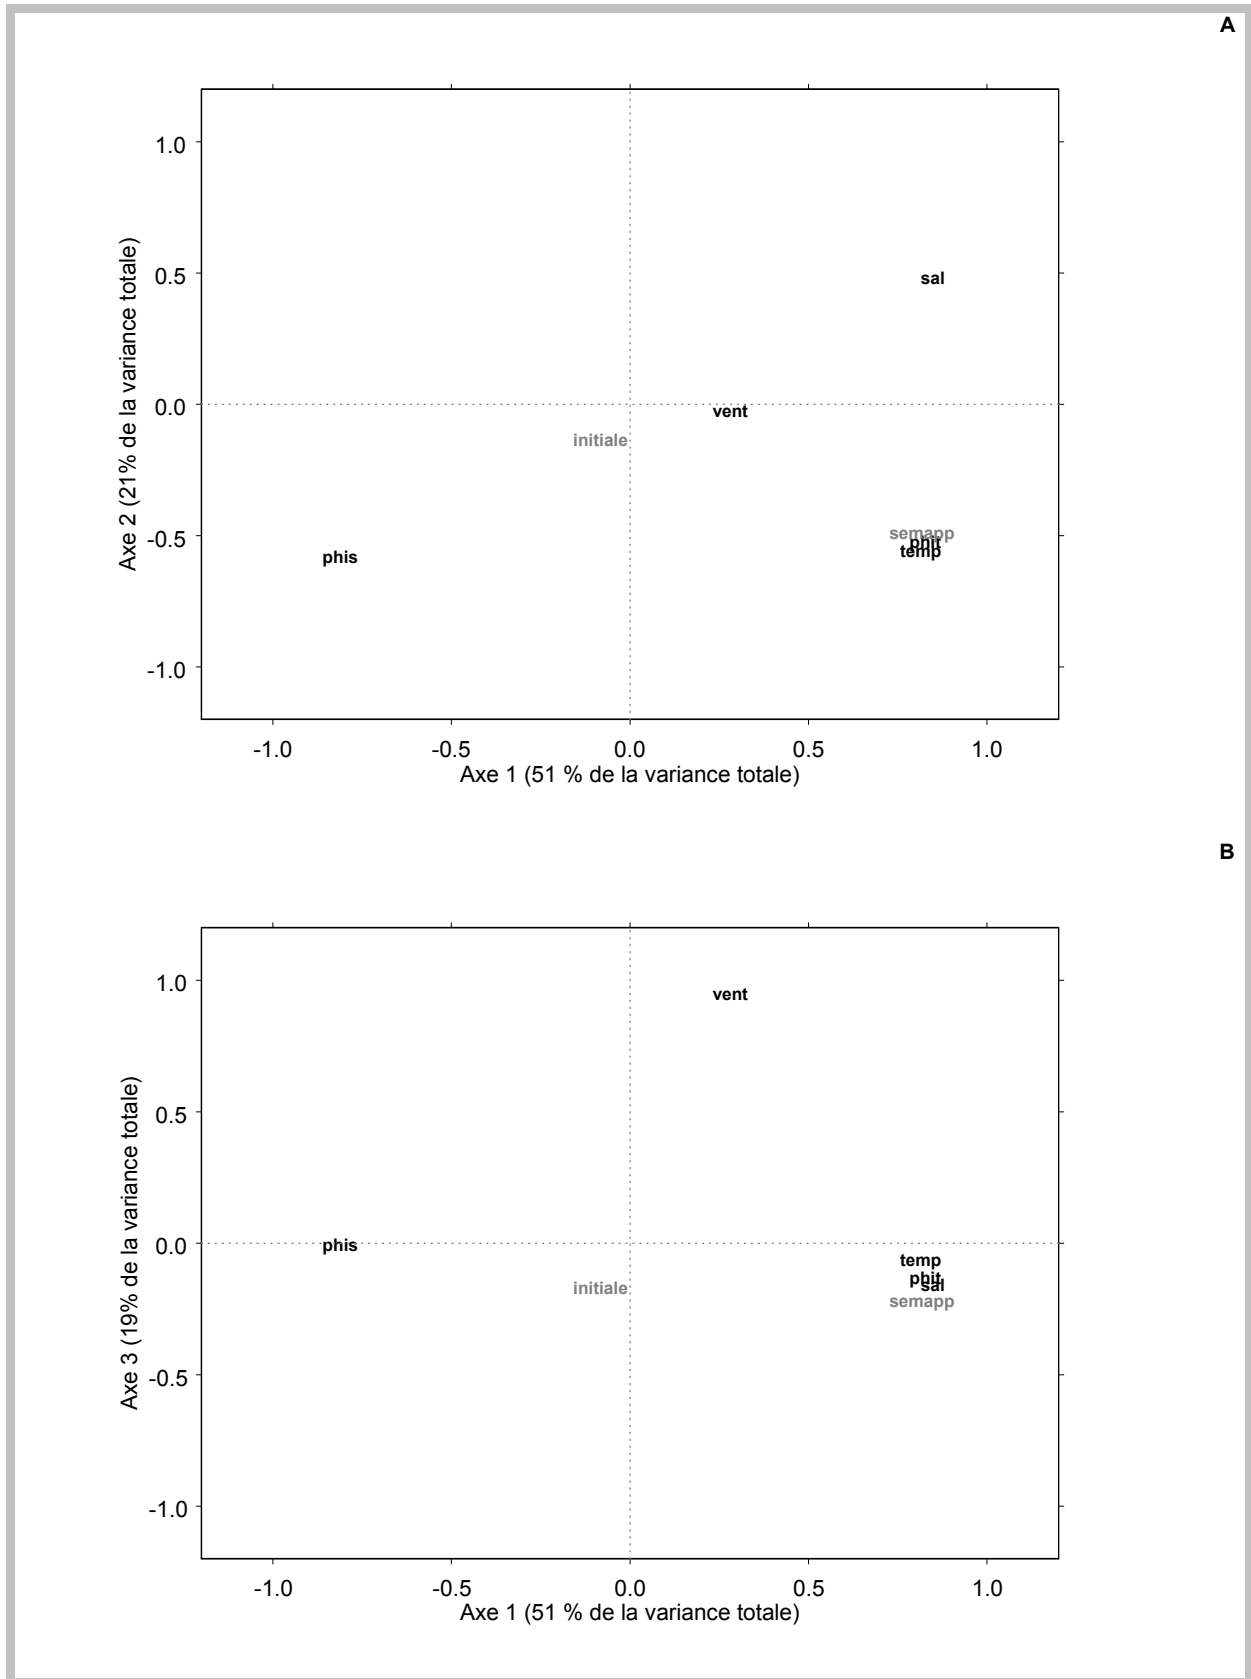 A
1.0
0.5
0.0
-0.5
-1.0
Axe 2 (21% de la variance totale)
sal
vent
initiale
semapp
phit
temp
phis
-1.0 -0.5 0.0 0.5 1.0
Axe 1 (51 % de la variance totale)
B
1.0
0.5
0.0
-0.5
-1.0
Axe 3 (19% de la variance totale)
vent
phis
temp
initiale
phit
sal
semapp
-1.0 -0.5 0.0 0.5 1.0
Axe 1 (51 % de la variance totale)